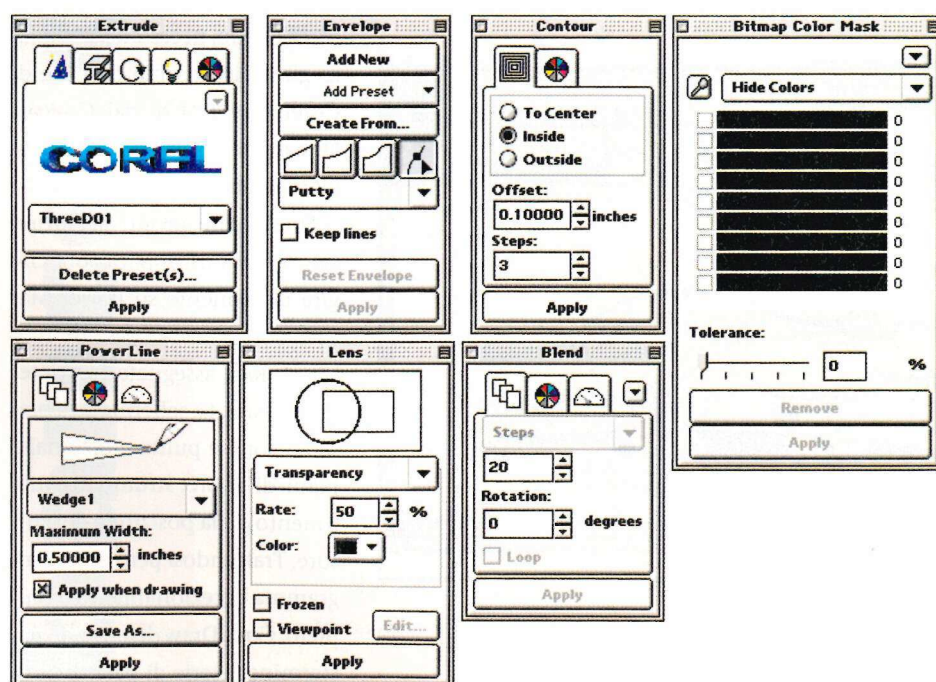 Extrude
COREL
ThreeD01
Delete Preset(s)...
Apply
Envelope
Add New
Add Preset
Create From...
Putty
Keep lines
Reset Envelope
Apply
Contour
To Center
Inside
Outside
Offset:
0.10000 inches
Steps:
3
Apply
Bitmap Color Mask
Hide Colors
0
0
0
0
0
0
0
0
Tolerance:
0 %
Remove
Apply
PowerLine
Wedge1
Maximum Width:
0.50000 inches
Apply when drawing
Save As...
Apply
Lens
Transparency
Rate: 50 %
Color:
Frozen
Viewpoint Edit...
Apply
Blend
Steps
20
Rotation:
0 degrees
Loop
Apply